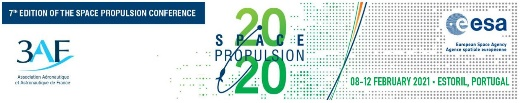 7th EDITION OF THE SPACE PROPULSION CONFERENCE
3AF
Association Aéronautique
et Astronautique de France
20
SPACE
PROPULSION
20
08-12 FEBRUARY 2021 • ESTORIL, PORTUGAL
esa
European Space Agency
Agence spatiale européenne